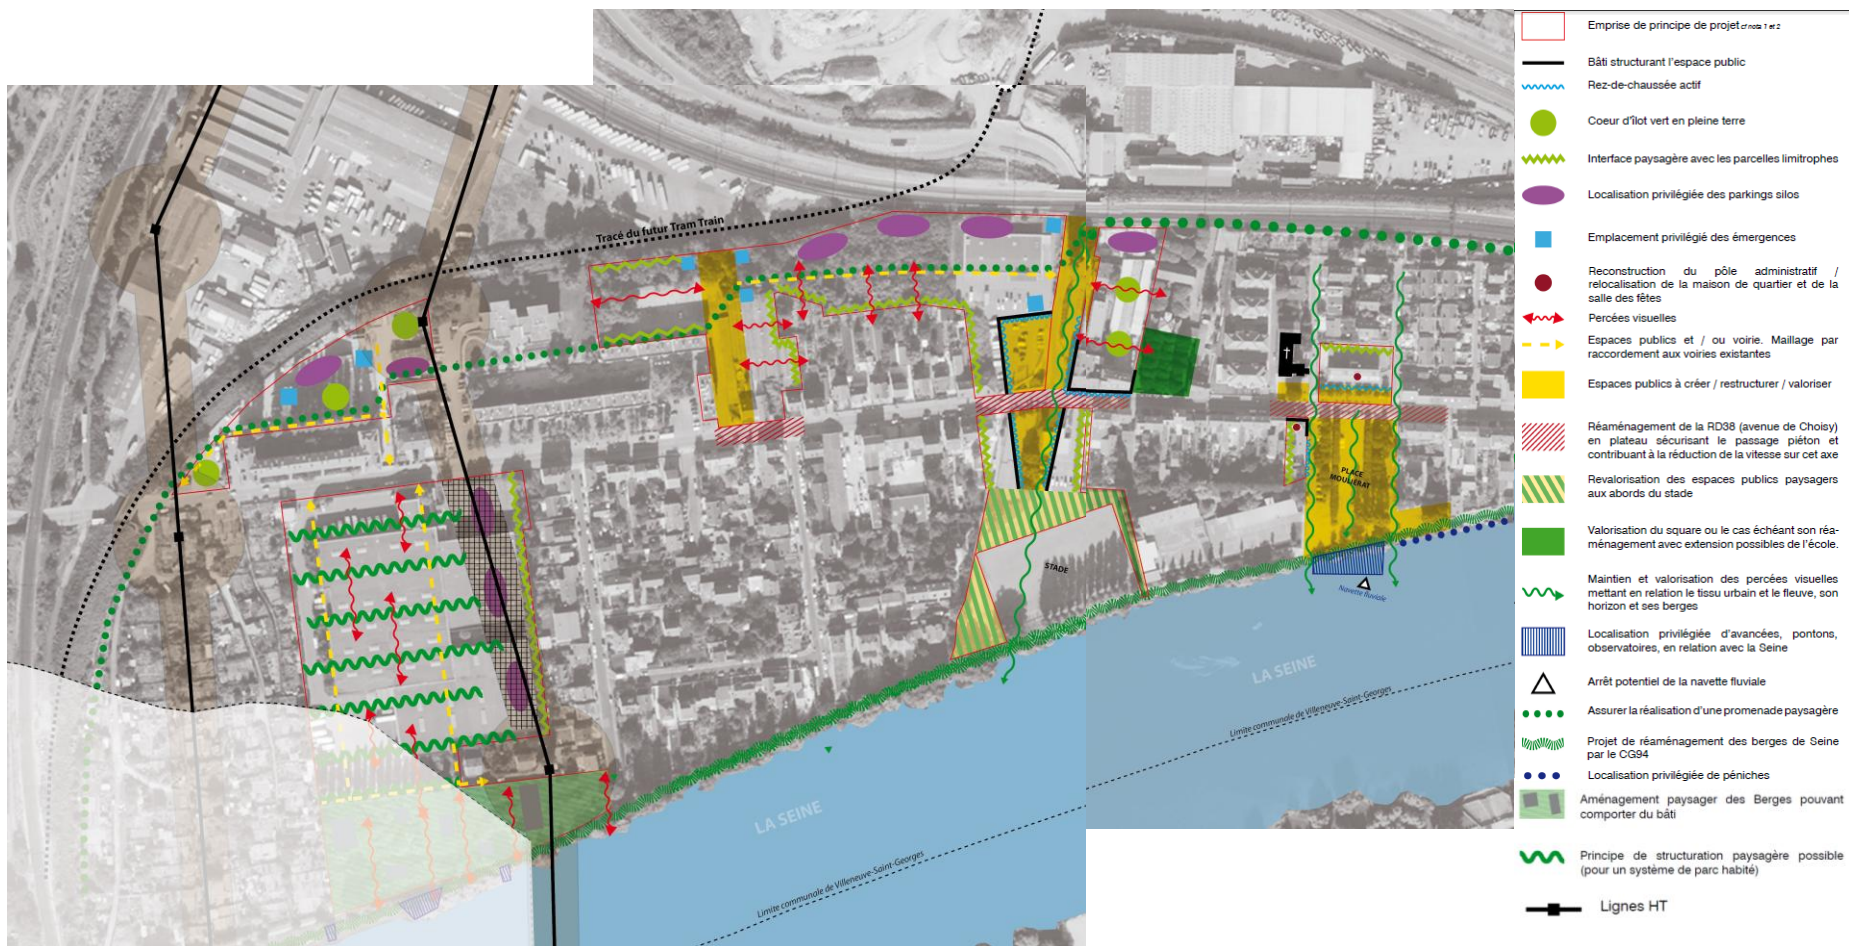 Tracé du futur Tram Train
PLACE
MOULIERAT
STADE
Navette fluviale
LA SEINE
LA SEINE
Limite communale de Villeneuve-Saint-Georges
Limite communale de Villeneuve-Saint-Georges
Emprise de principe de projet cf nota 1 et 2
Bâti structurant l'espace public
Rez-de-chaussée actif
Coeur d'îlot vert en pleine terre
Interface paysagère avec les parcelles limitrophes
Localisation privilégiée des parkings silos
Emplacement privilégié des émergences
Reconstruction du pôle administratif /
relocalisation de la maison de quartier et de la
salle des fêtes
Percées visuelles
Espaces publics et / ou voirie. Maillage par
raccordement aux voiries existantes
Espaces publics à créer / restructurer / valoriser
Réaménagement de la RD38 (avenue de Choisy)
en plateau sécurisant le passage piéton et
contribuant à la réduction de la vitesse sur cet axe
Revalorisation des espaces publics paysagers
aux abords du stade
Valorisation du square ou le cas échéant son réa-
ménagement avec extension possibles de l'école.
Maintien et valorisation des percées visuelles
mettant en relation le tissu urbain et le fleuve, son
horizon et ses berges
Localisation privilégiée d'avancées, pontons,
observatoires, en relation avec la Seine
Arrêt potentiel de la navette fluviale
Assurer la réalisation d'une promenade paysagère
Projet de réaménagement des berges de Seine
par le CG94
Localisation privilégiée de péniches
Aménagement paysager des Berges pouvant
comporter du bâti
Principe de structuration paysagère possible
(pour un système de parc habité)
Lignes HT